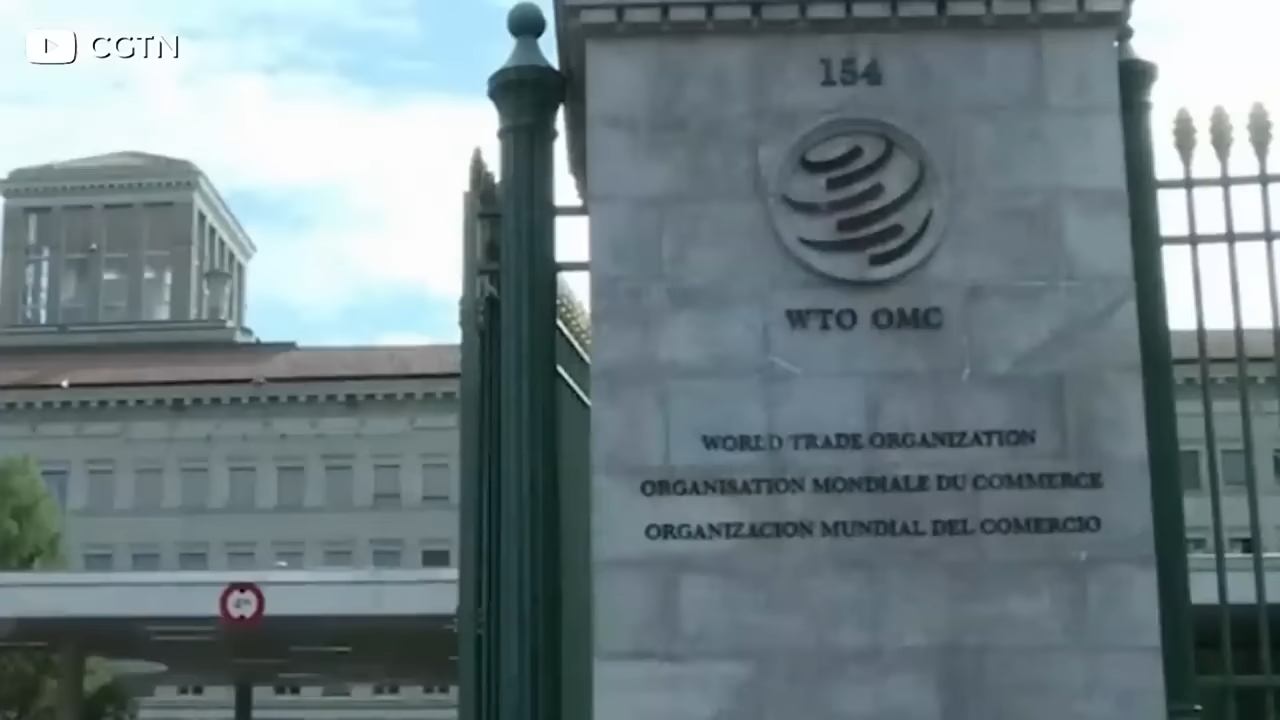 CGTN
154
WTO OMC
WORLD TRADE ORGANIZATION
ORGANISATION MONDIALE DU COMMERCE
ORGANIZACION MUNDIAL DEL COMERCIO